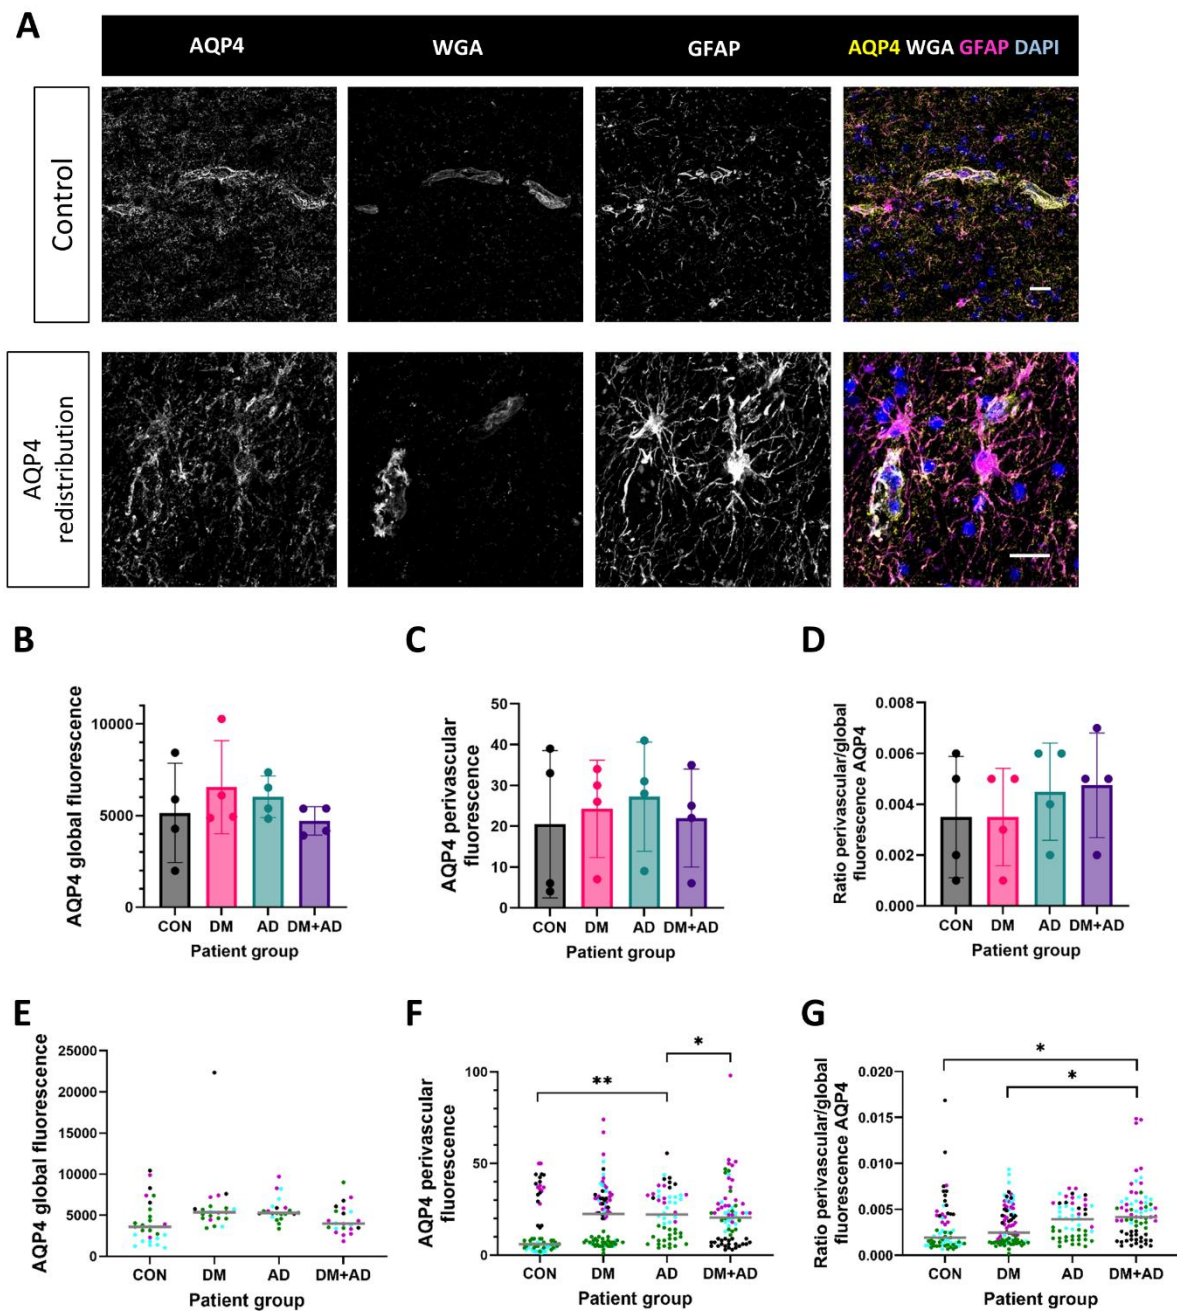 A
AQP4 WGA GFAP AQP4 WGA GFAP DAPI
Control
AQP4
redistribution
B
AQP4 global fluorescence
10000
5000
0
CON DM AD DM+AD
Patient group
C
AQP4 perivascular
fluorescence
50
40
30
20
10
0
CON DM AD DM+AD
Patient group
D
Ratio perivascular/global
fluorescence AQP4
0.008
0.006
0.004
0.002
0.000
CON DM AD DM+AD
Patient group
E
AQP4 global fluorescence
25000
20000
15000
10000
5000
0
CON DM AD DM+AD
Patient group
F
AQP4 perivascular
fluorescence
100
50
0
**
*
CON DM AD DM+AD
Patient group
G
Ratio perivascular/global
fluorescence AQP4
0.020
0.015
0.010
0.005
0.000
*
*
CON DM AD DM+AD
Patient group